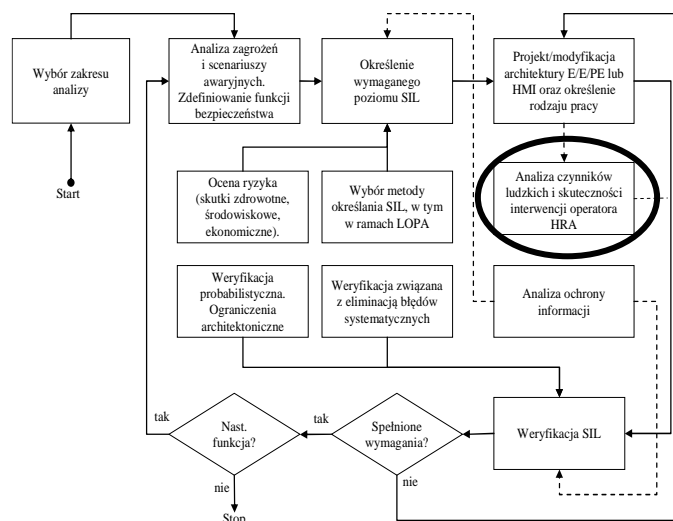 Wybór zakresu
analizy
Start
Analiza zagrożeń
i scenariuszy
awaryjnych.
Zdefiniowanie funkcji
bezpieczeństwa
Określenie
wymaganego
poziomu SIL
Projekt/modyfikacja
architektury E/E/PE lub
HMI oraz określenie
rodzaju pracy
Ocena ryzyka
(skutki zdrowotne,
środowiskowe,
ekonomiczne).
Wybór metody
określania SIL, w tym
w ramach LOPA
Analiza czynników
ludzkich i skuteczności
interwencji operatora
HRA
Weryfikacja
probabilistyczna.
Ograniczenia
architektoniczne
Weryfikacja związana
z eliminacją błędów
systematycznych
Analiza ochrony
informacji
tak
Nast.
funkcja?
nie
Stop
tak
Spełnione
wymagania?
nie
Weryfikacja SIL